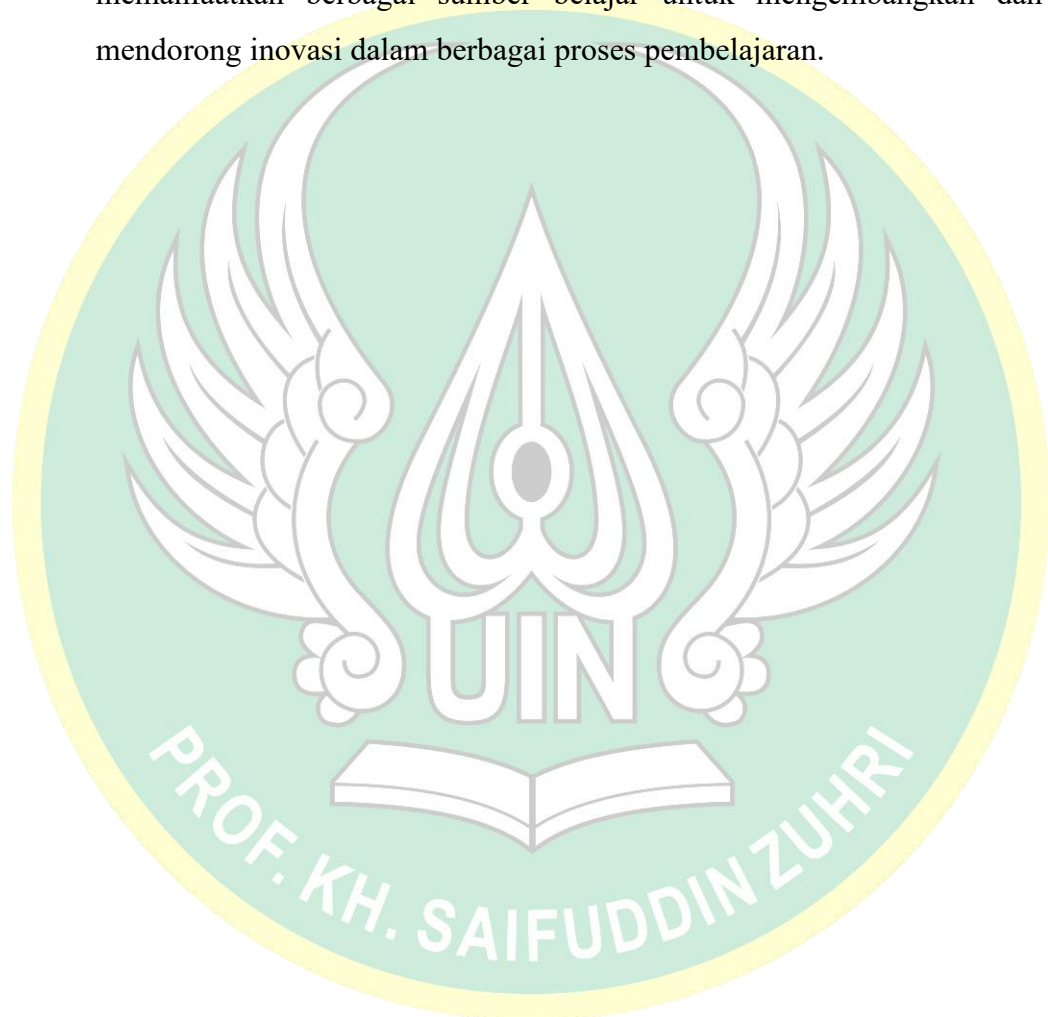 memanfaatkan berbagai sumber belajar untuk mengembangkan dan
mendorong inovasi dalam berbagai proses pembelajaran.
UIN
PROF. KH. SAIFUDDIN ZUHRI